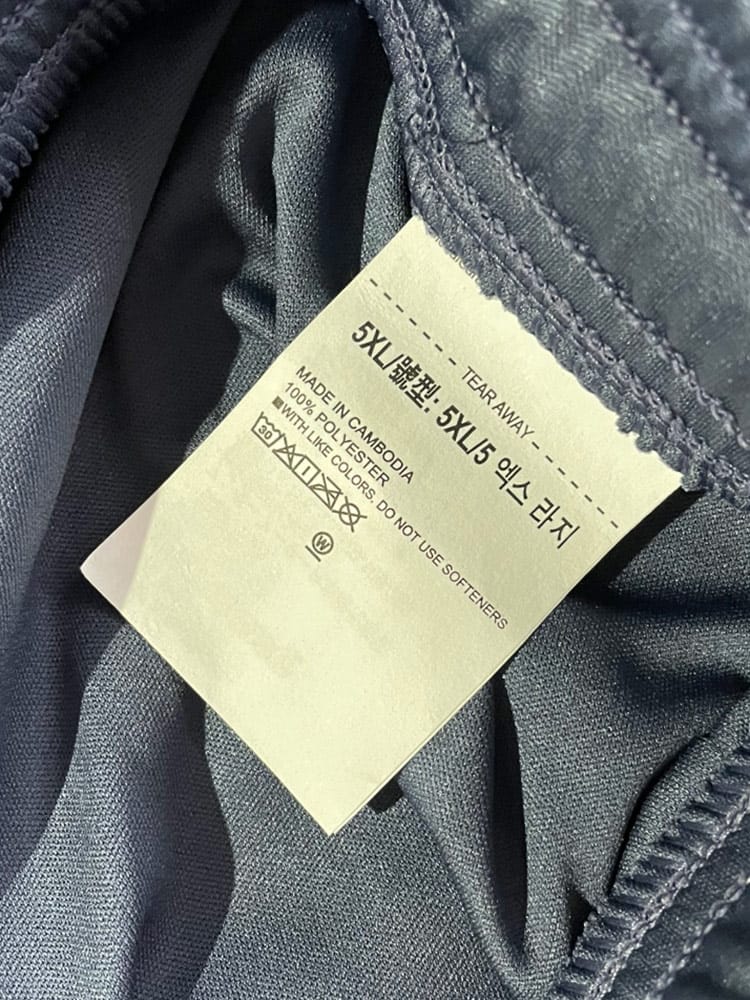 TEAR AWAY
5XL/號型: 5XL/5 엑스 라지
MADE IN CAMBODIA
100% POLYESTER
WITH LIKE COLORS. DO NOT USE SOFTENERS
30
W